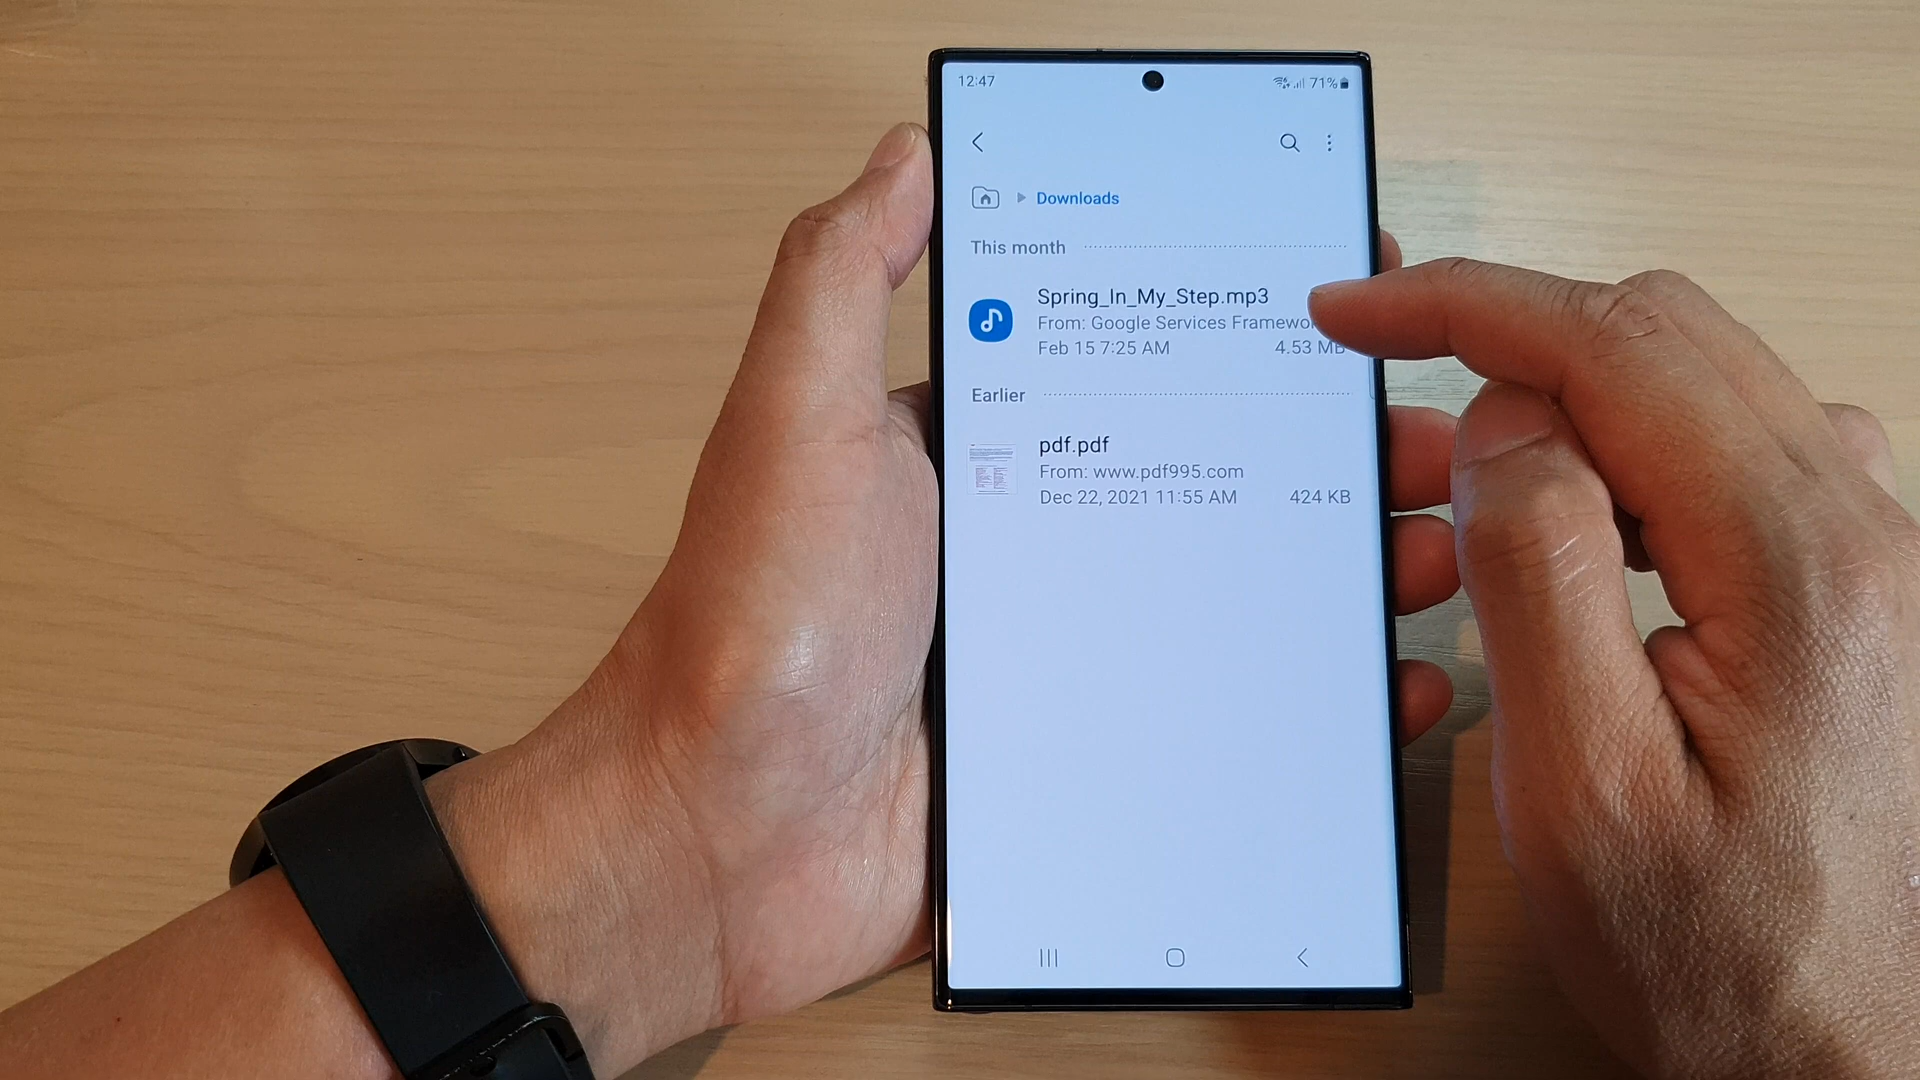 12:47
71%
Downloads
This month
Spring_In_My_Step.mp3
From: Google Services
Feb 15 7:25 AM 4.53 MB
Earlier
pdf.pdf
From: www.pdf995.com
Dec 22, 2021 11:55 AM 424 KB